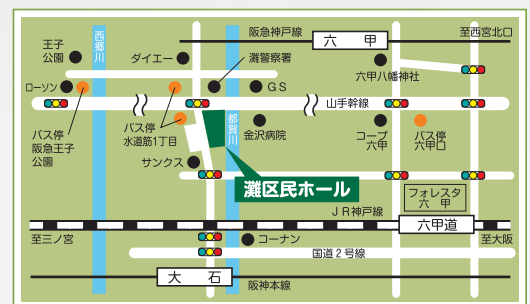 阪急神戸線
六甲
至西宮北口
王子
公園
西郷川
ダイエー
灘警察署
六甲八幡神社
ローソン
GS
山手幹線
バス停
阪急王子
公園
バス停
水道筋1丁目
都賀川
金沢病院
コープ
六甲
バス停
六甲口
サンクス
灘区民ホール
フォレスタ
六甲
JR神戸線
六甲道
至三ノ宮
コーナン
至大阪
国道2号線
大石
阪神本線